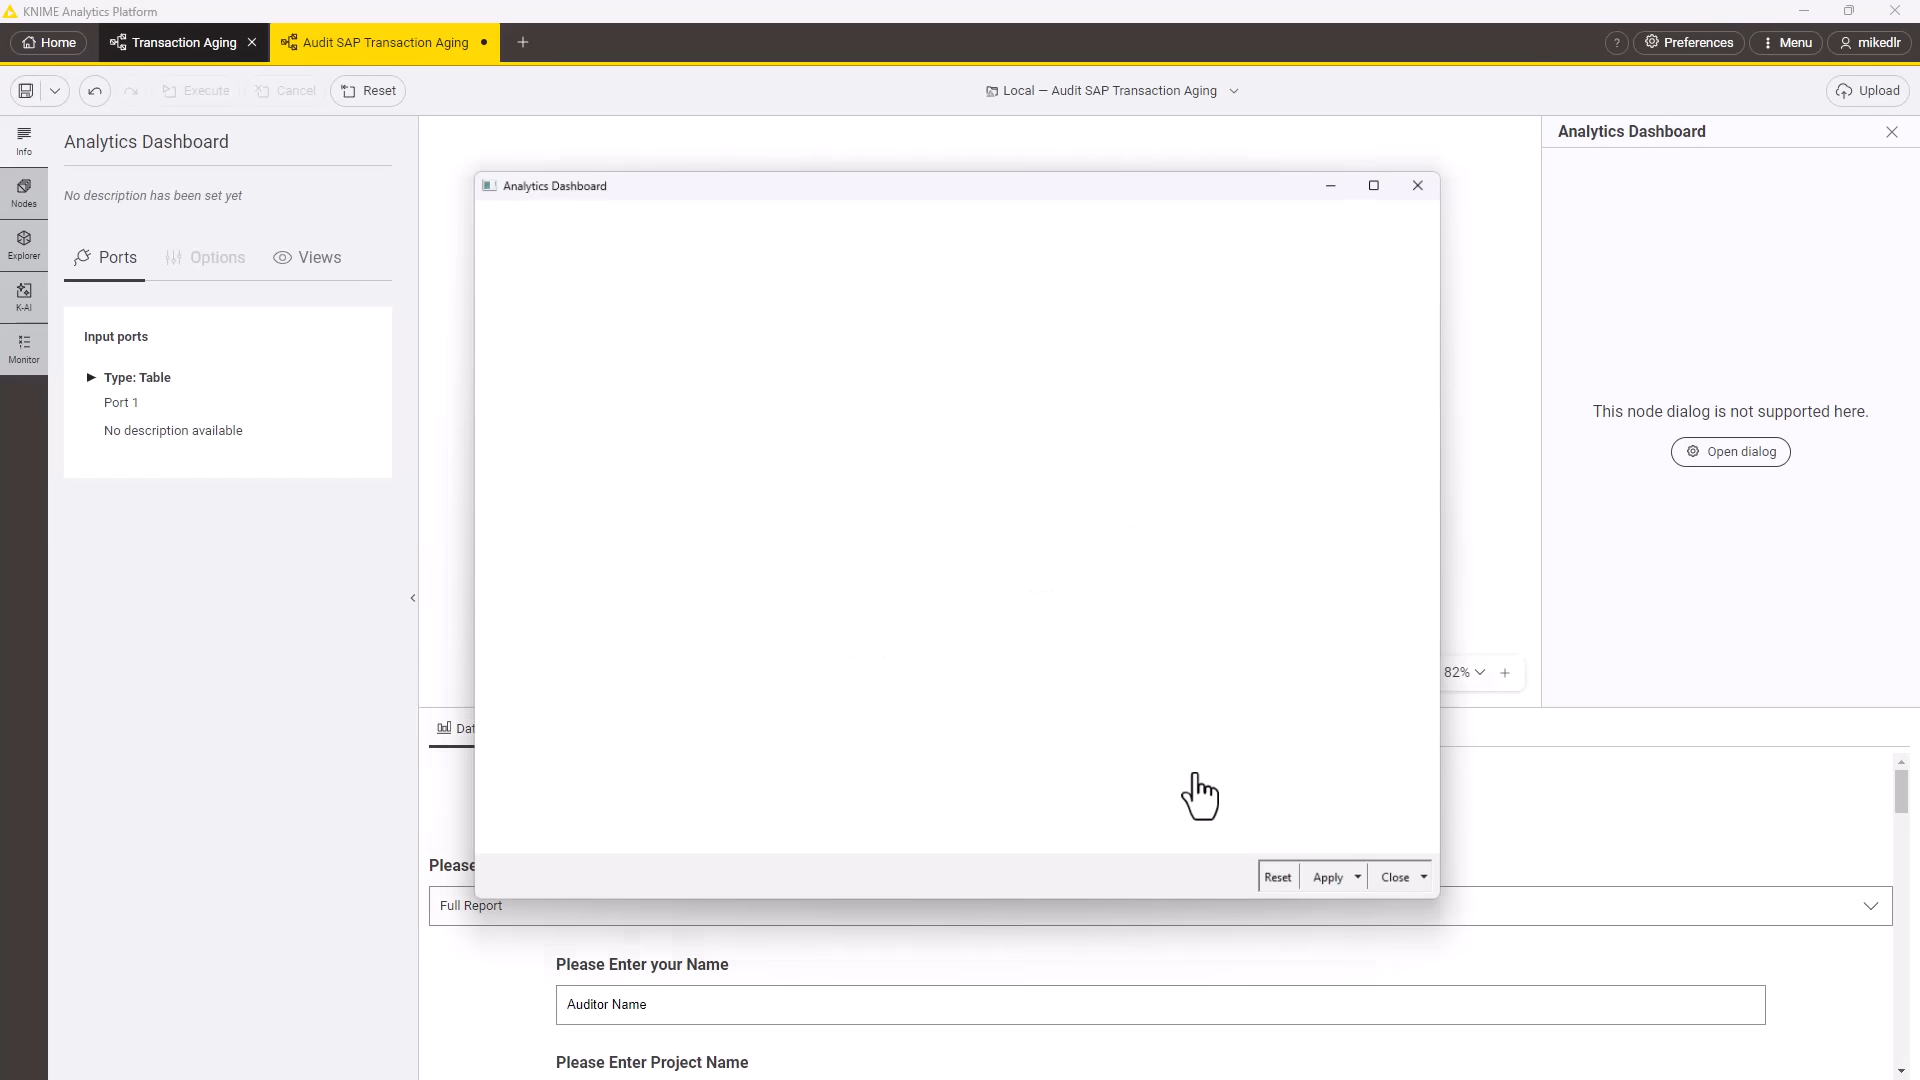 KNIME Analytics Platform
Home
Transaction Aging
Audit SAP Transaction Aging
?
Preferences
Menu
mikedlr
Execute
Cancel
Reset
Local — Audit SAP Transaction Aging
Upload
Info
Nodes
Explorer
K-AI
Monitor
Analytics Dashboard
No description has been set yet
Ports
Options
Views
Input ports
Type: Table
Port 1
No description available
Analytics Dashboard
Reset
Apply
Close
82%
Analytics Dashboard
This node dialog is not supported here.
Open dialog
Please
Full Report
Please Enter your Name
Auditor Name
Please Enter Project Name